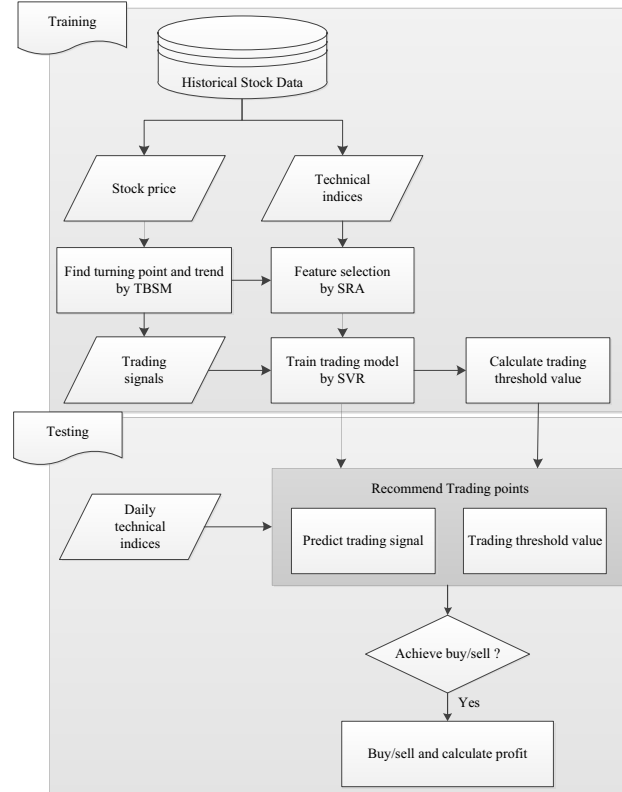 Training
Historical Stock Data
Stock price
Technical
indices
Find turning point and trend
by TBSM
Feature selection
by SRA
Trading
signals
Train trading model
by SVR
Calculate trading
threshold value
Testing
Recommend Trading points
Daily
technical
indices
Predict trading signal
Trading threshold value
Achieve buy/sell ?
Yes
Buy/sell and calculate profit